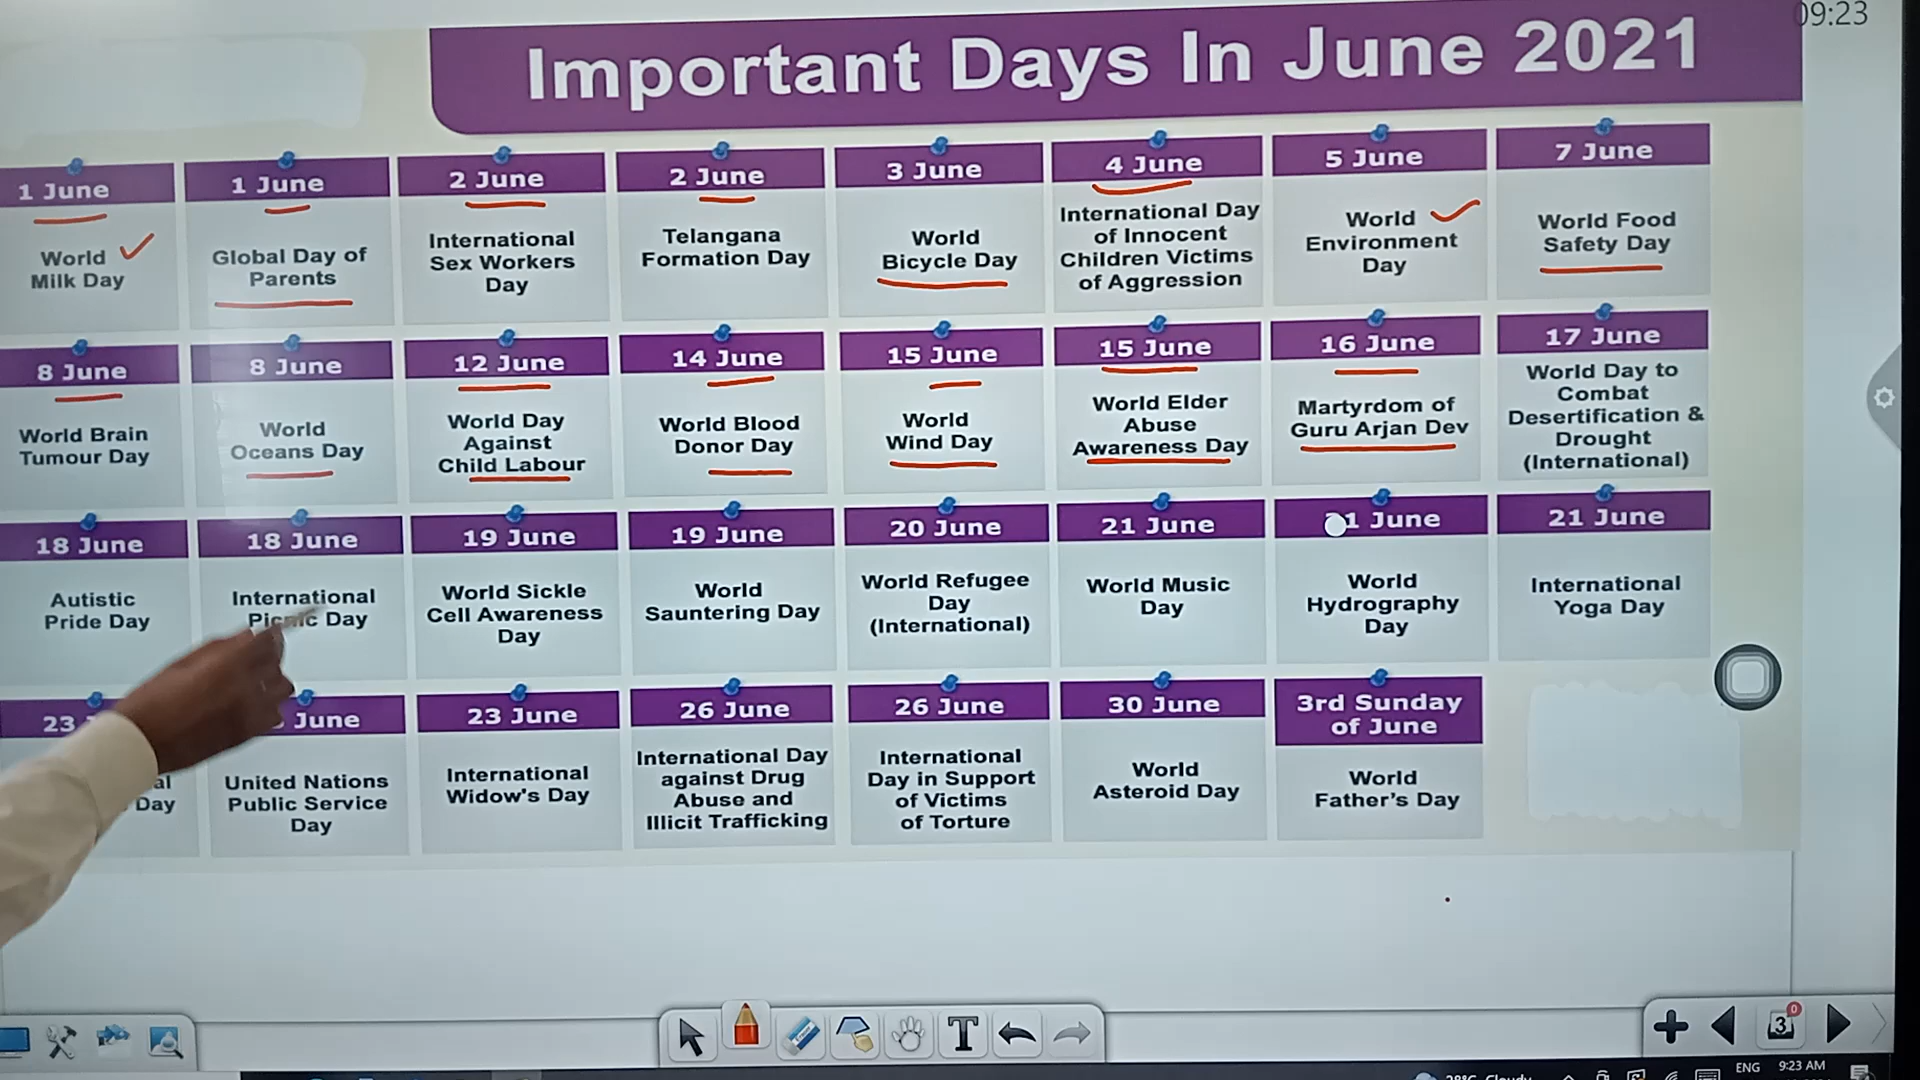 09:23
Important Days In June 2021
1 June
World
Milk Day
1 June
Global Day of
Parents
2 June
International
Sex Workers
Day
2 June
Telangana
Formation Day
3 June
World
Bicycle Day
4 June
International Day
of Innocent
Children Victims
of Aggression
5 June
World
Environment
Day
7 June
World Food
Safety Day
8 June
World Brain
Tumour Day
8 June
World
Oceans Day
12 June
World Day
Against
Child Labour
14 June
World Blood
Donor Day
15 June
World
Wind Day
15 June
World Elder
Abuse
Awareness Day
16 June
Martyrdom of
Guru Arjan Dev
17 June
World Day to
Combat
Desertification &
Drought
(International)
18 June
Autistic
Pride Day
18 June
International
Picnic Day
19 June
World Sickle
Cell Awareness
Day
19 June
World
Sauntering Day
20 June
World Refugee
Day
(International)
21 June
World Music
Day
21 June
World
Hydrography
Day
21 June
International
Yoga Day
23
Day
June
United Nations
Public Service
Day
23 June
International
Widow's Day
26 June
International Day
against Drug
Abuse and
Illicit Trafficking
26 June
International
Day in Support
of Victims
of Torture
30 June
World
Asteroid Day
3rd Sunday
of June
World
Father's Day
T
3
0
28°C Cloudy
ENG
9:23 AM